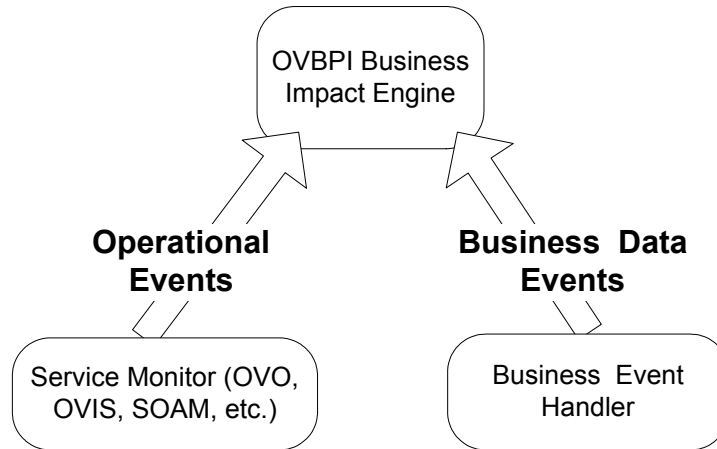 OVBPI Business
Impact Engine
Operational
Events
Business Data
Events
Service Monitor (OVO,
OVIS, SOAM, etc.)
Business Event
Handler